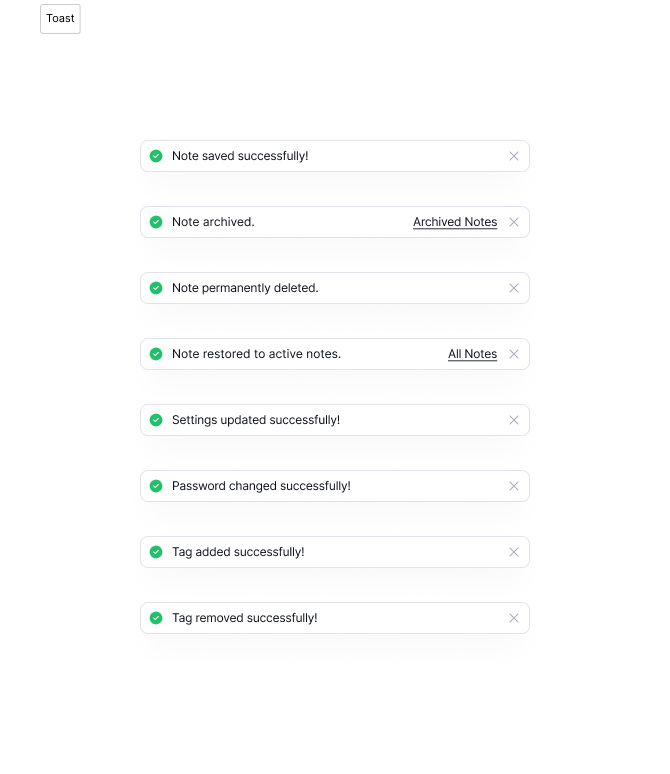 Toast
Note saved successfully!
Note archived. Archived Notes
Note permanently deleted.
Note restored to active notes. All Notes
Settings updated successfully!
Password changed successfully!
Tag added successfully!
Tag removed successfully!